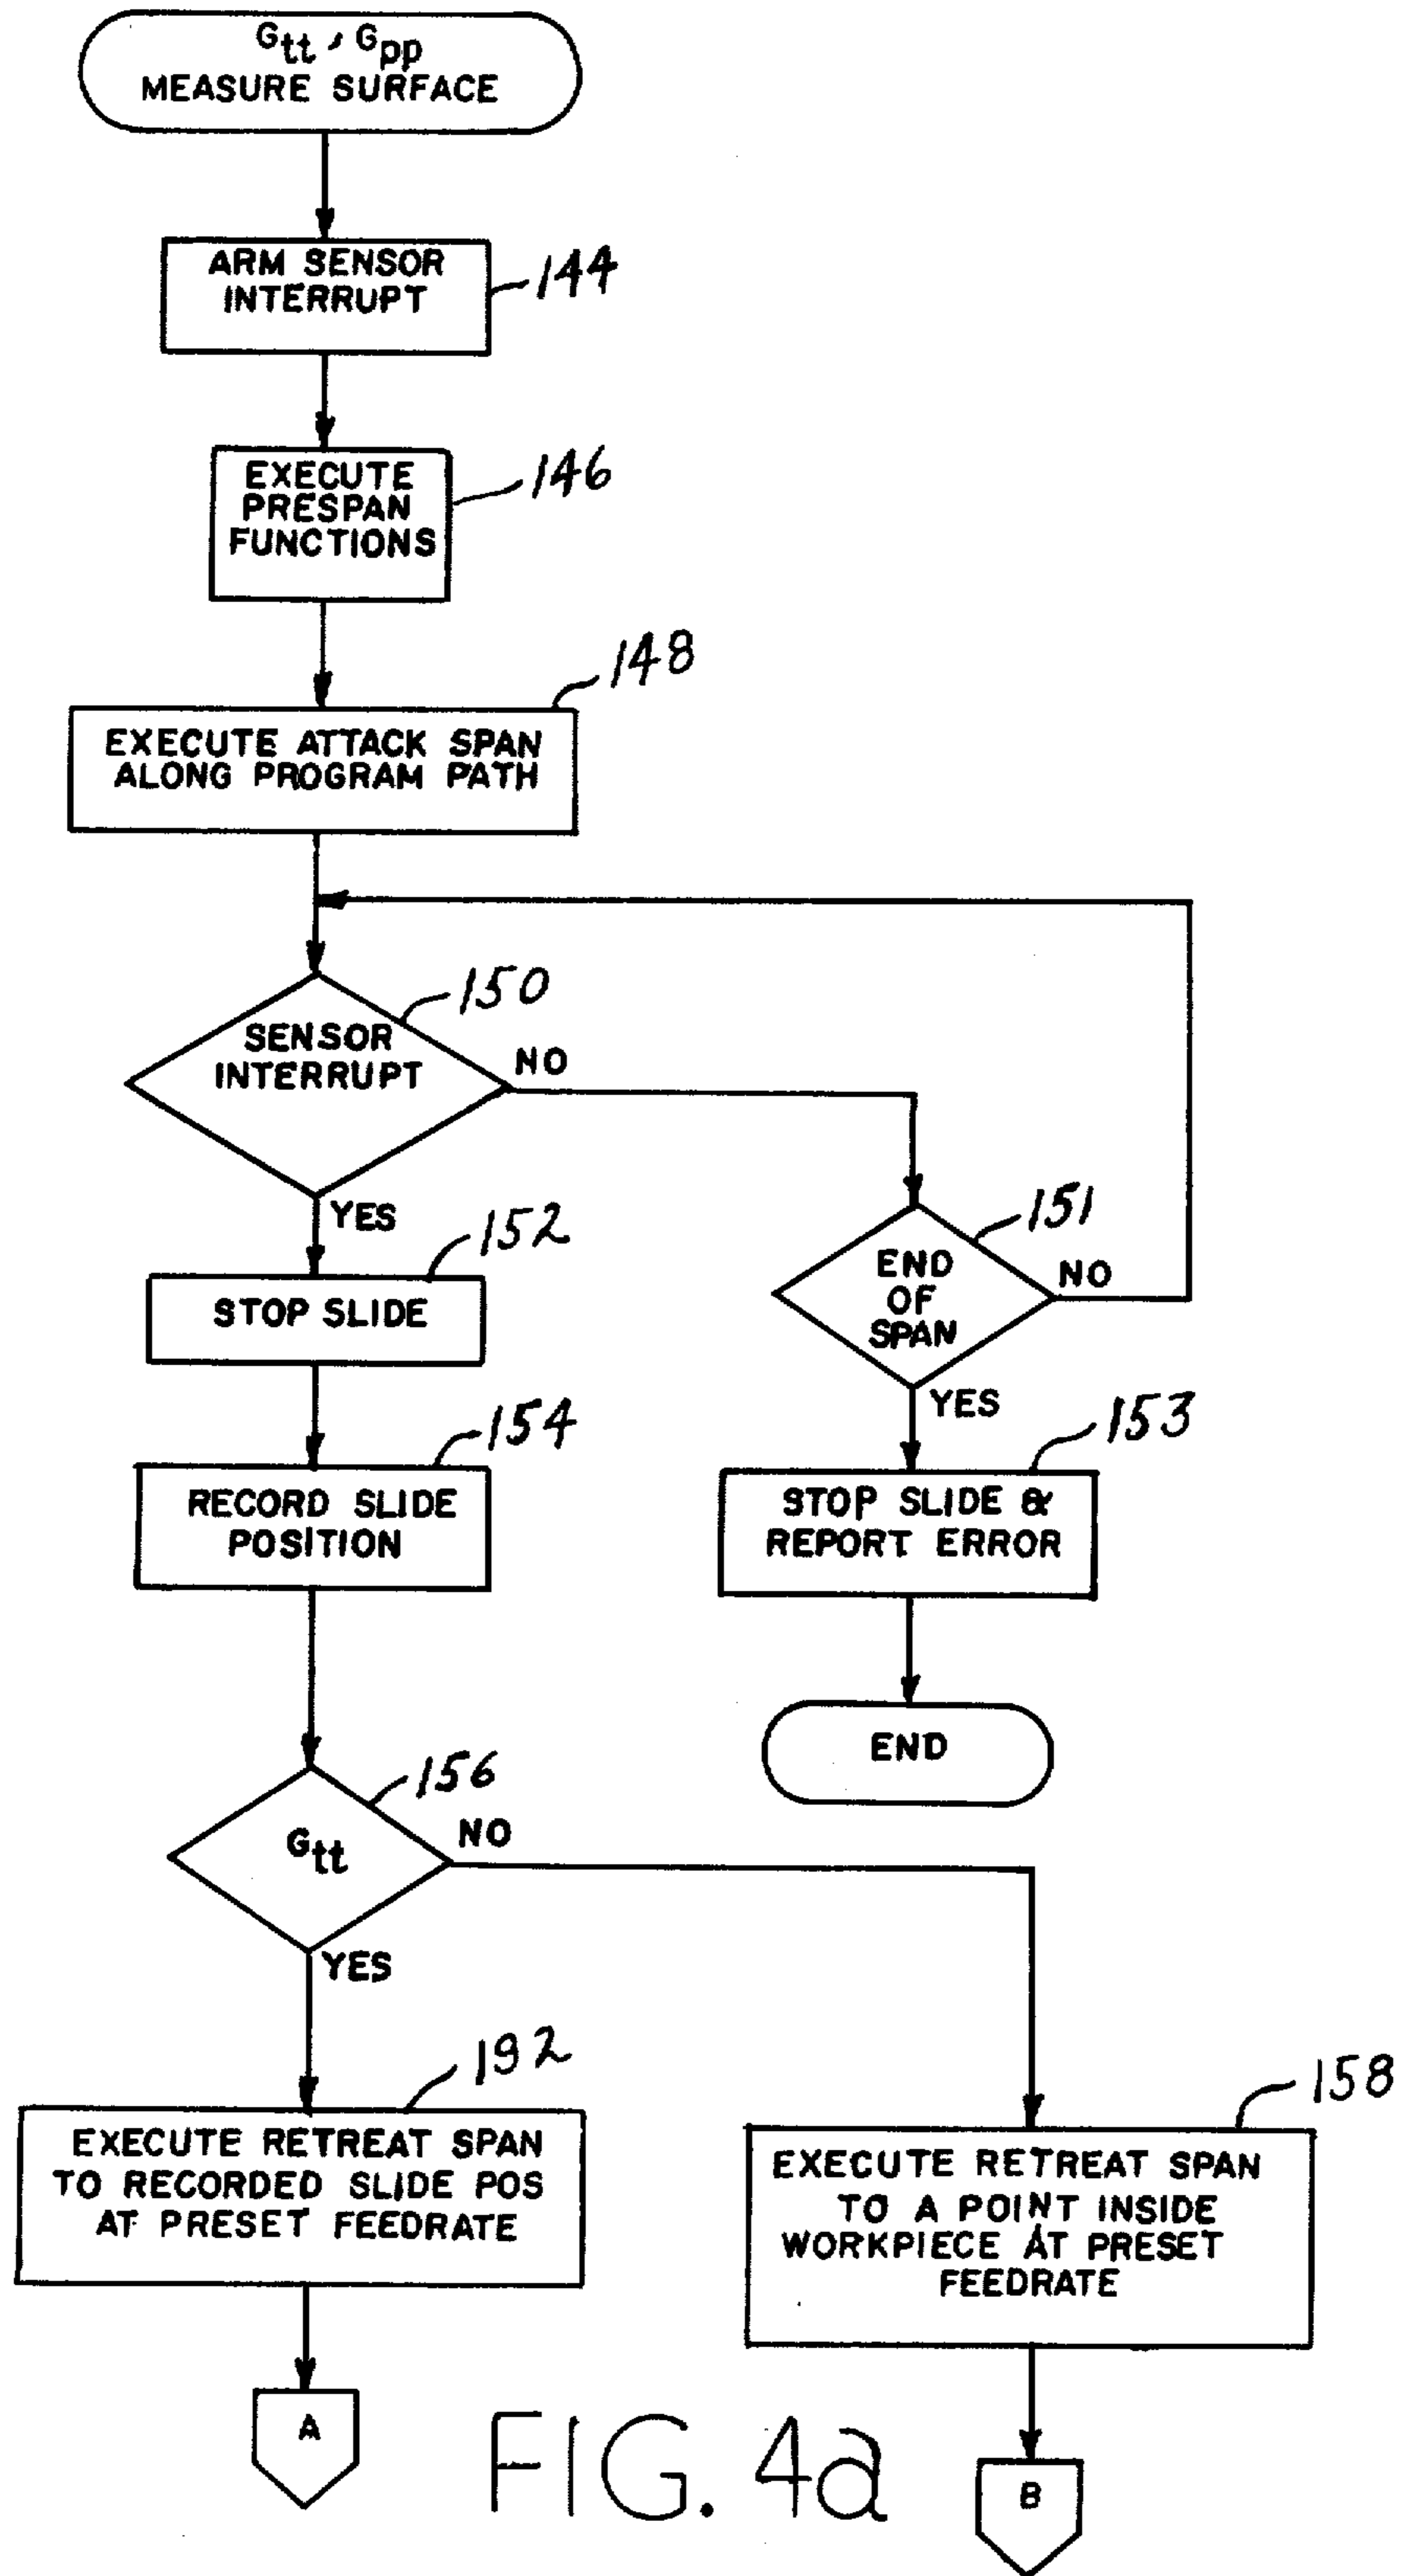 Gtt, Gpp
MEASURE SURFACE
ARM SENSOR
INTERRUPT
144
EXECUTE
PRESPAN
FUNCTIONS
146
148
EXECUTE ATTACK SPAN
ALONG PROGRAM PATH
150
SENSOR
INTERRUPT
NO
YES
151
END
OF
SPAN
NO
YES
152
STOP SLIDE
153
STOP SLIDE &
REPORT ERROR
END
154
RECORD SLIDE
POSITION
156
Gtt
NO
YES
192
EXECUTE RETREAT SPAN
TO RECORDED SLIDE POS
AT PRESET FEEDRATE
158
EXECUTE RETREAT SPAN
TO A POINT INSIDE
WORKPIECE AT PRESET
FEEDRATE
A
B
FIG. 4a